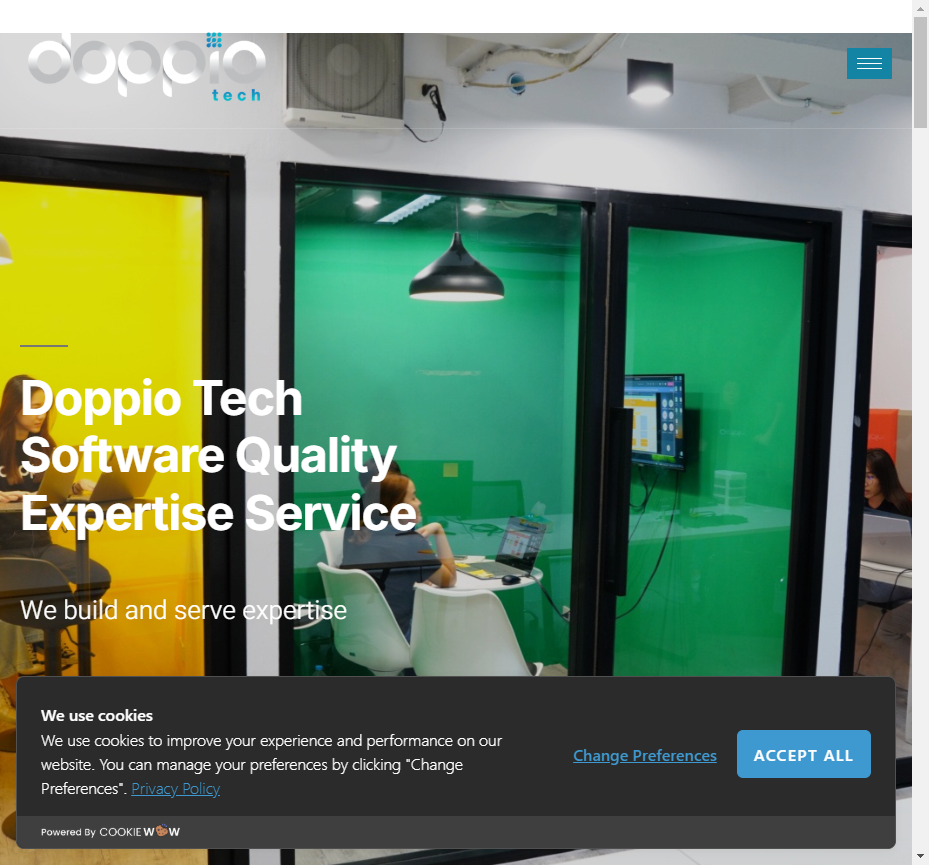 doppio
tech
Doppio Tech
Software Quality
Expertise Service
We build and serve expertise
We use cookies
We use cookies to improve your experience and performance on our
website. You can manage your preferences by clicking "Change
Preferences". Privacy Policy
Change Preferences
ACCEPT ALL
Powered By COOKIE WOW